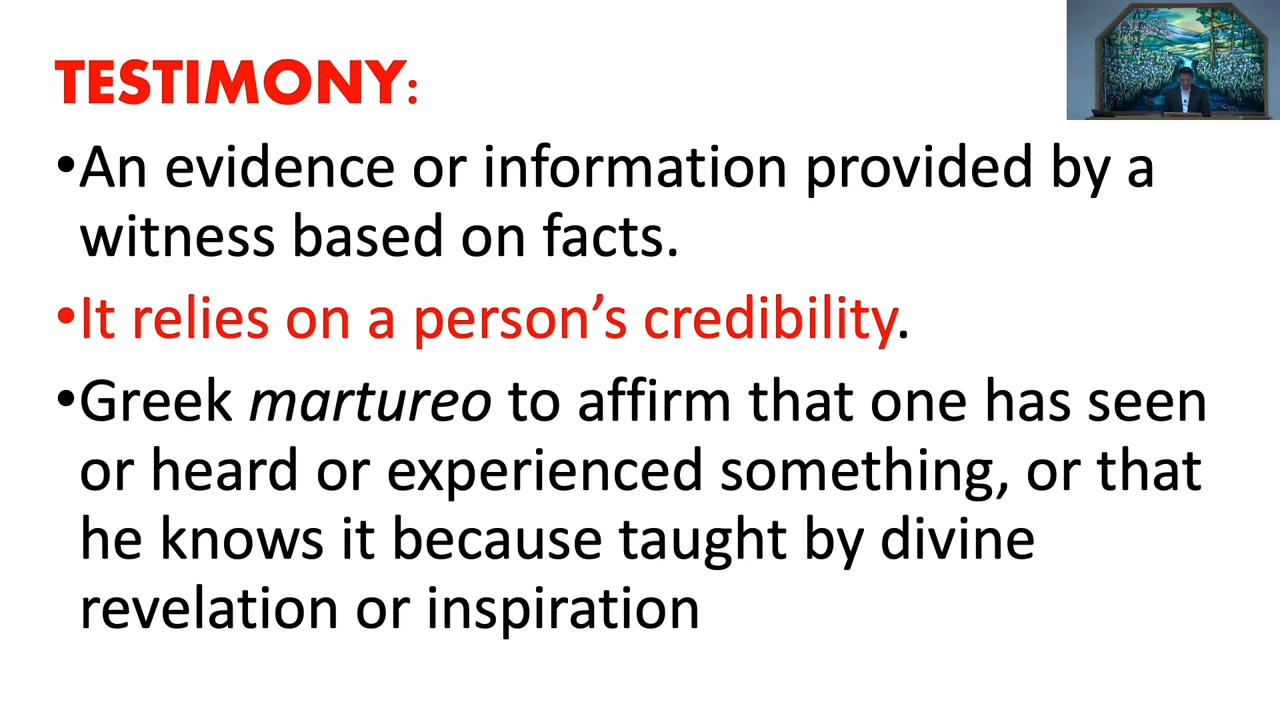 TESTIMONY:
•An evidence or information provided by a
witness based on facts.
•It relies on a person’s credibility.
•Greek martureo to affirm that one has seen
or heard or experienced something, or that
he knows it because taught by divine
revelation or inspiration